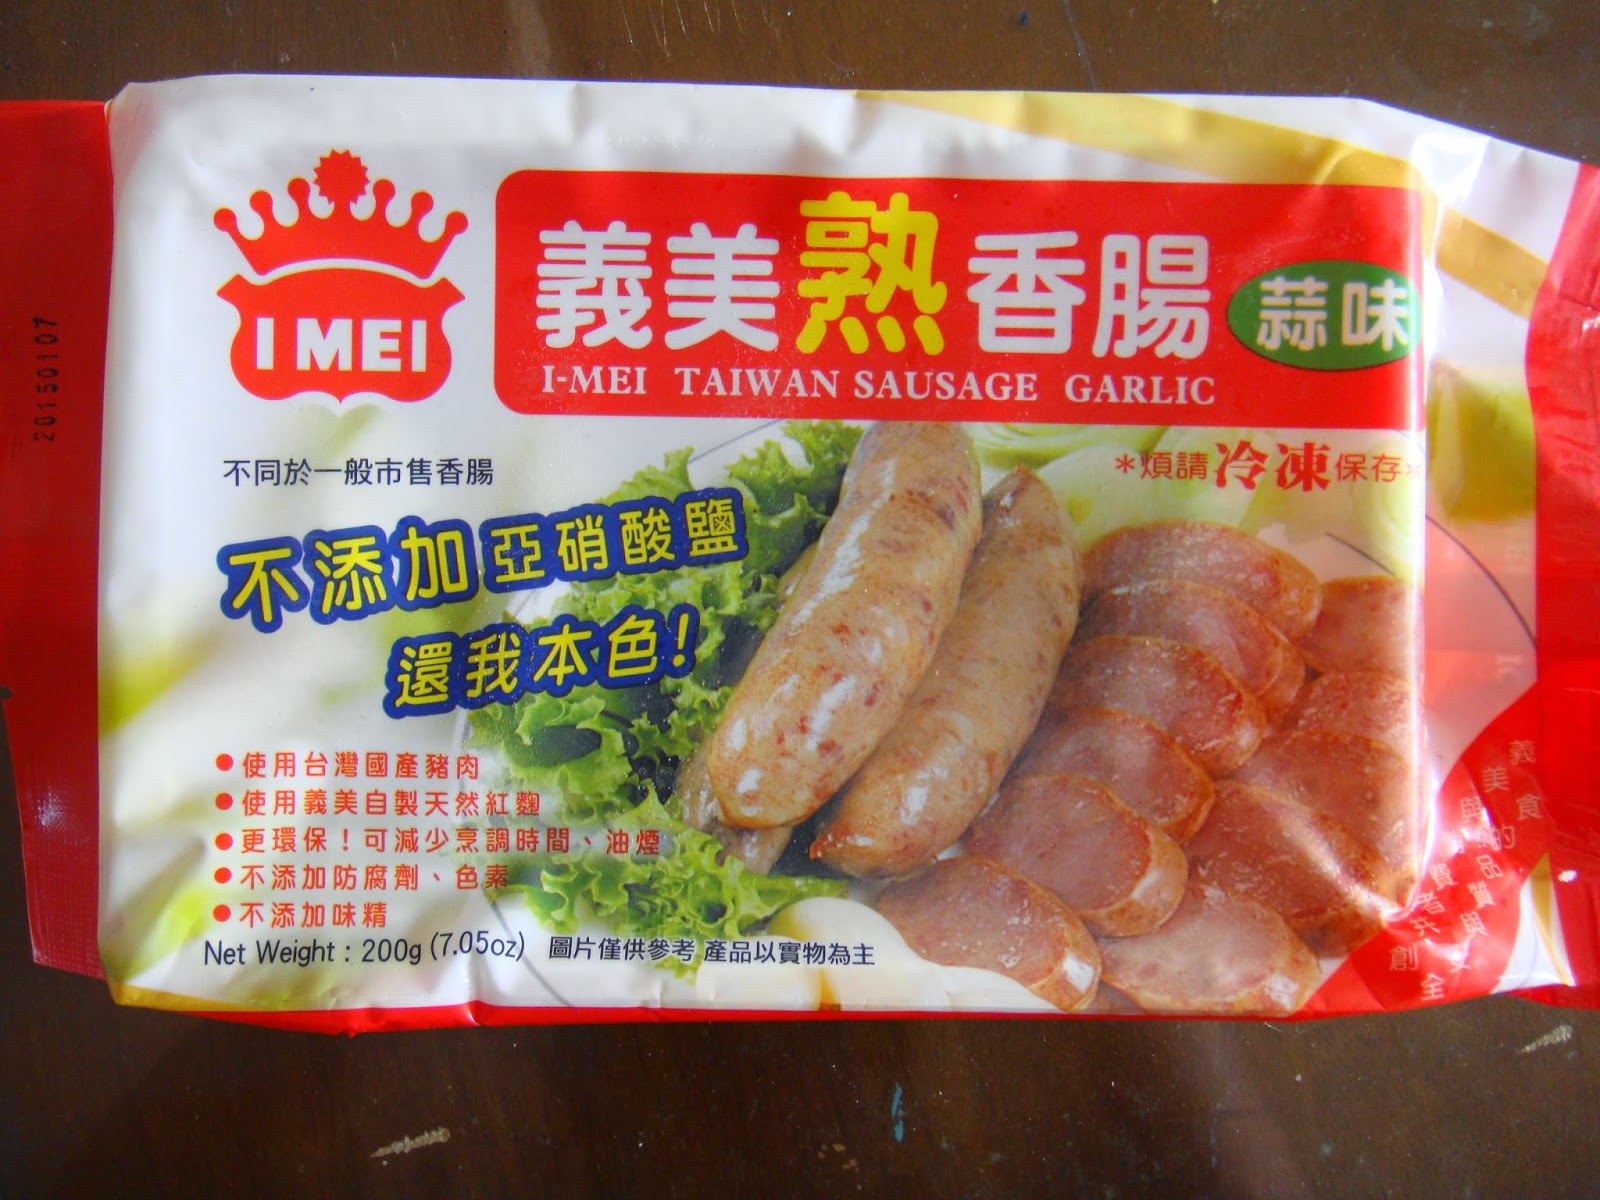 I MEI
義美熟香腸 蒜味
I-MEI TAIWAN SAUSAGE GARLIC
20150107
不同於一般市售香腸
*煩請冷凍保存*
不添加亞硝酸鹽
還我本色!
●使用台灣國產豬肉
●使用義美自製天然紅麴
●更環保!可減少烹調時間、油煙
●不添加防腐劑、色素
●不添加味精
Net Weight : 200g (7.05oz) 圖片僅供參考 產品以實物為主
義美食